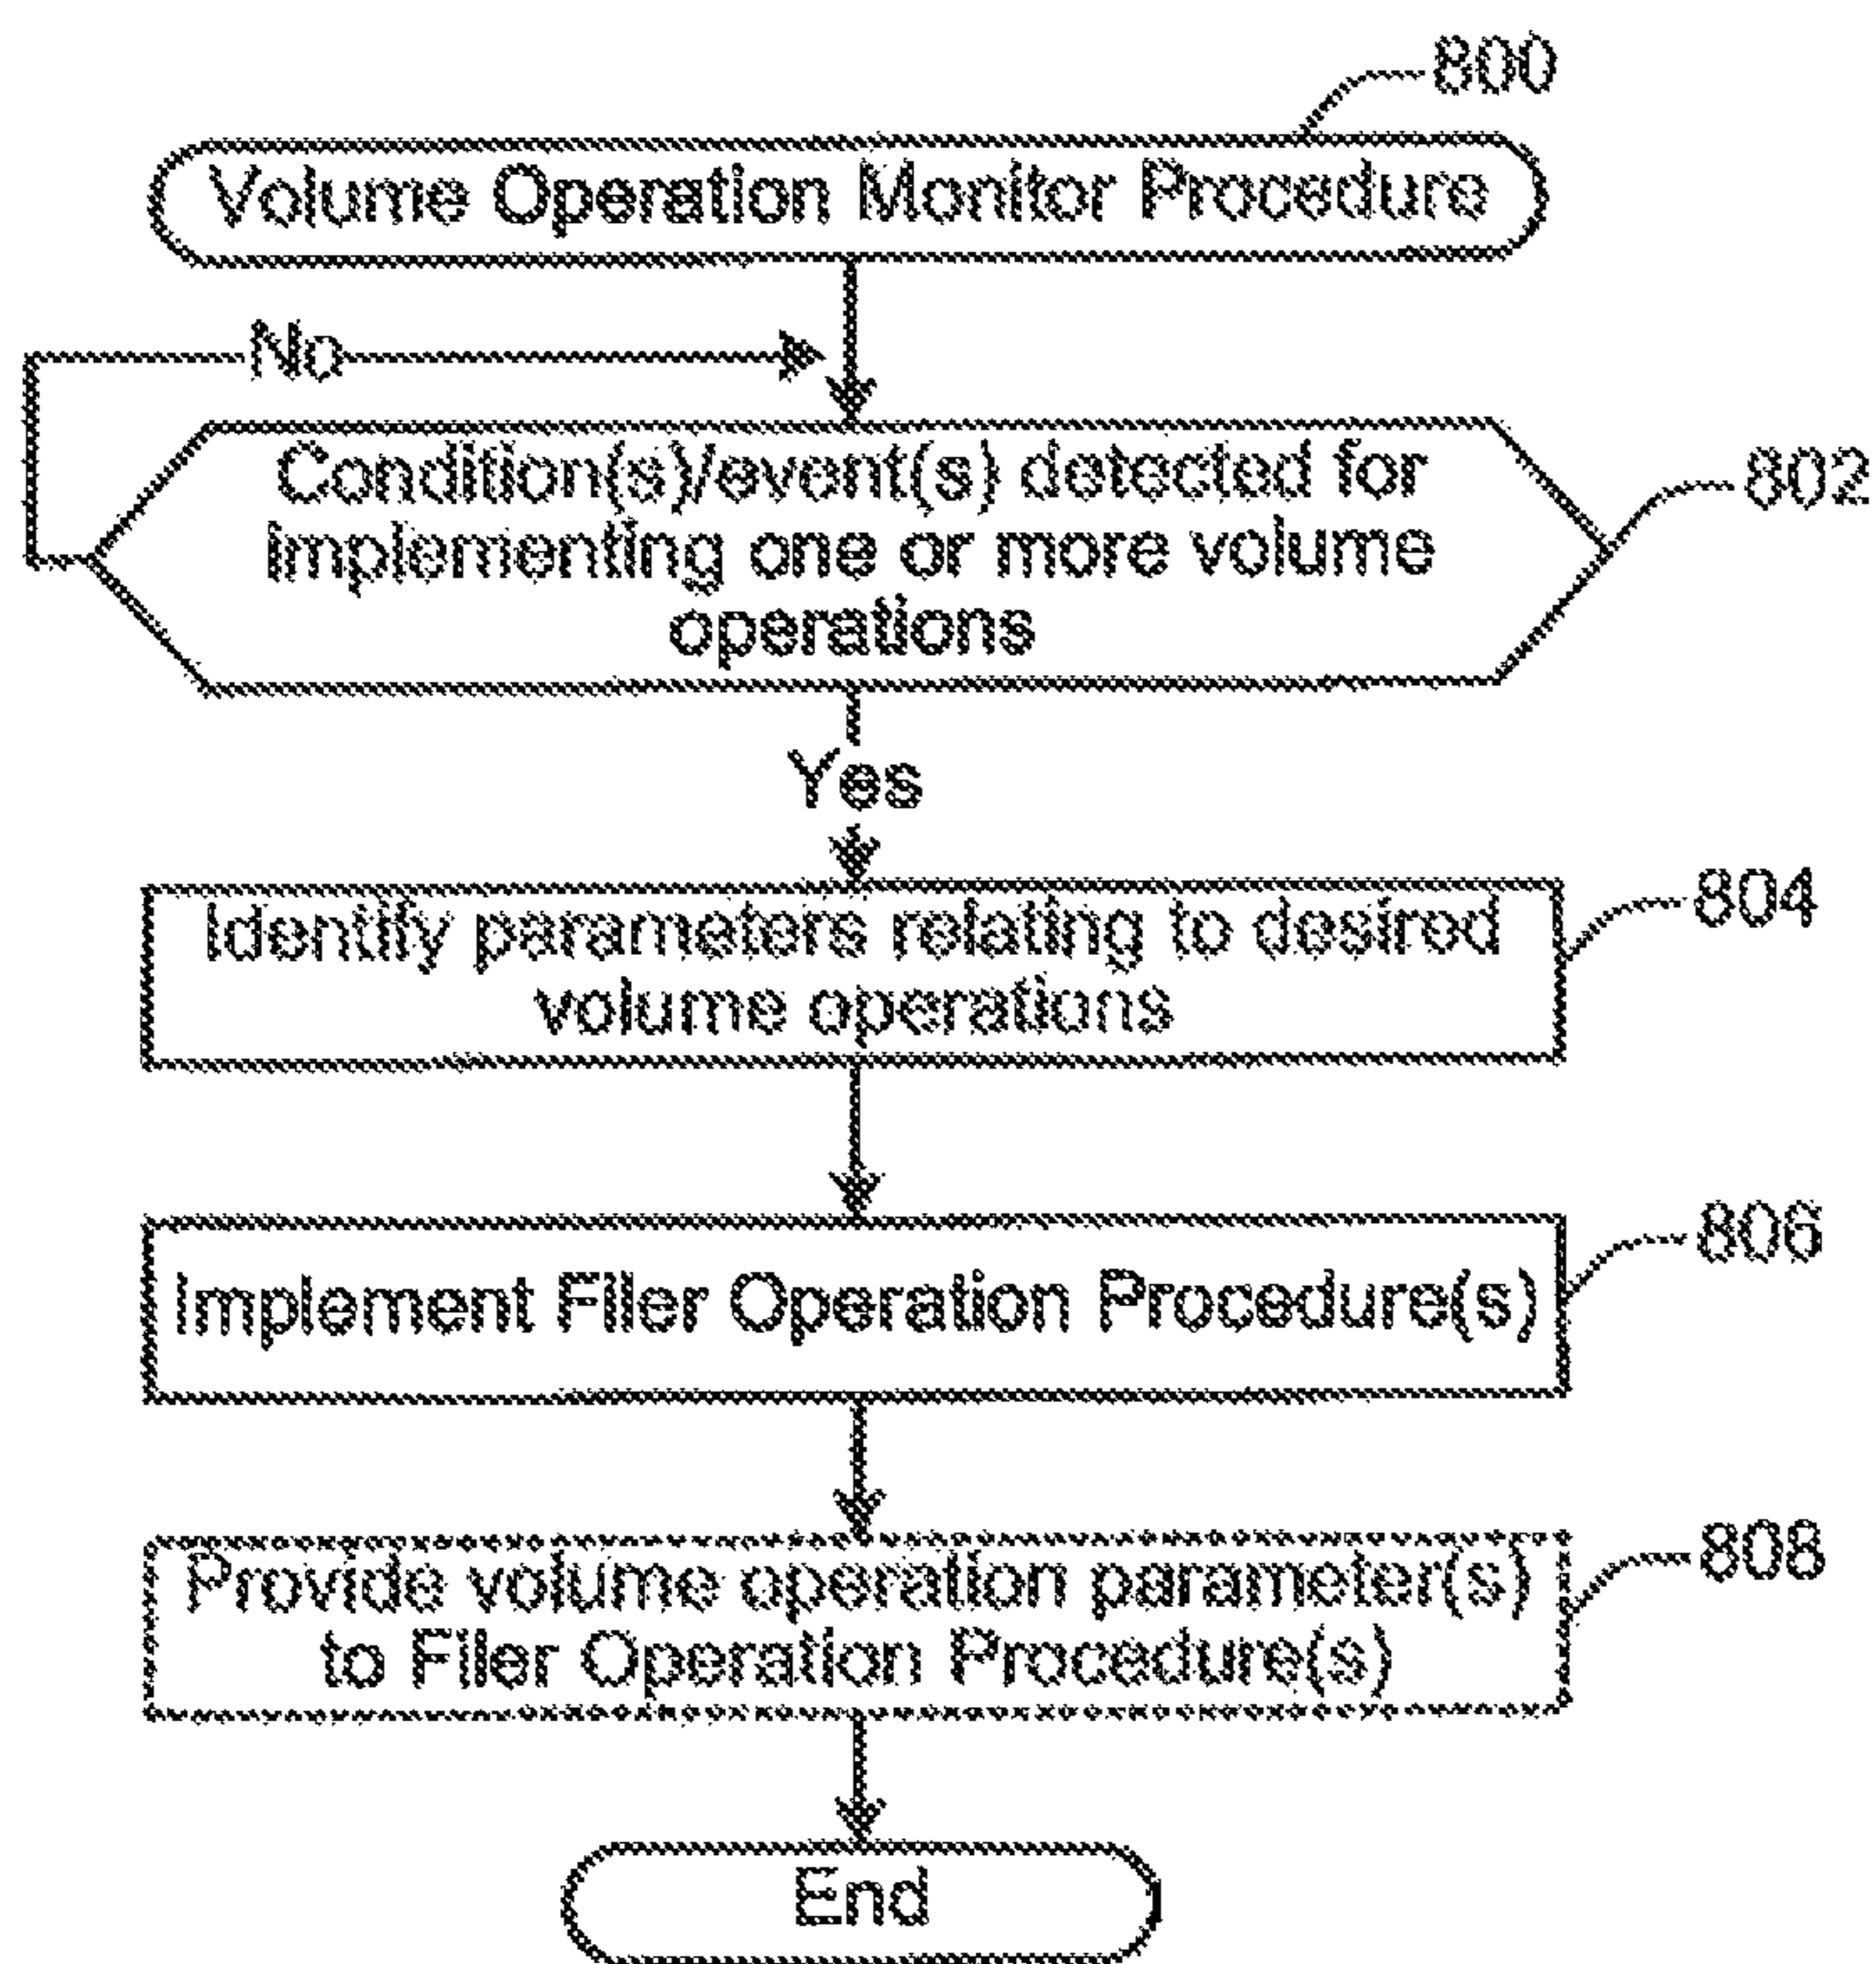 800
Volume Operation Monitor Procedure
No
Condition(s)/event(s) detected for
implementing one or more volume
operations
802
Yes
Identify parameters relating to desired
volume operations
804
Implement Filer Operation Procedure(s)
806
Provide volume operation parameter(s)
to Filer Operation Procedure(s)
808
End